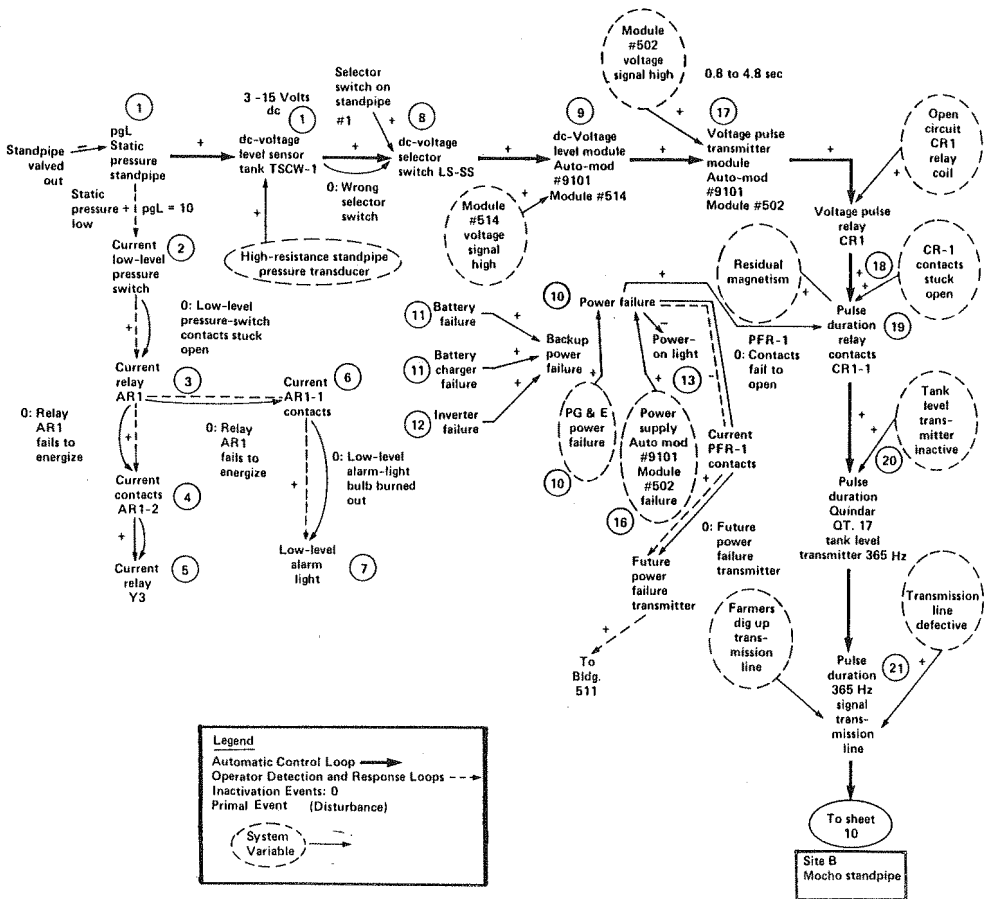 1
pgL
Static
pressure
standpipe
Standpipe
valved
out
−
+
Static
pressure + pgL = 10
low
3 -15 Volts
dc
1
dc-voltage
level sensor
tank TSCW-1
+
+
0: Wrong
selector
switch
High-resistance standpipe
pressure transducer
Selector
switch on
standpipe
#1
+
8
dc-voltage
selector
switch LS-SS
+
9
dc-Voltage
level module
Auto-mod
#9101
Module #514
+
Module
#514
voltage
signal
high
+
Module
#502
voltage
signal high
+
0.8 to 4.8 sec
17
Voltage pulse
transmitter
module
Auto-mod
#9101
Module #502
+
Open
circuit
CR1
relay
coil
+
Voltage pulse
relay
CR1
+
18
CR-1
contacts
stuck
open
+
Residual
magnetism
+
Pulse
duration
relay
contacts
CR1-1
19
Current
low-level
pressure
switch
2
0: Low-level
pressure-switch
contacts stuck
open
+
Current
relay
AR1
3
0: Relay
AR1
fails to
energize
+
+
0: Relay
AR1
fails to
energize
6
Current
AR1-1
contacts
0: Low-level
alarm-light
bulb burned
out
+
Low-level
alarm
light
7
Current
contacts
AR1-2
4
+
Current
relay
Y3
5
11
Battery
failure
+
11
Battery
charger
failure
+
12
Inverter
failure
+
Backup
power
failure
+
10
Power failure
+
−
Power-
on light
13
−
PFR-1
0: Contacts
fail to
open
+
+
PG & E
power
failure
10
+
Power
supply
Auto mod
#9101
Module
#502
failure
16
Current
PFR-1
contacts
+
+
0: Future
power
failure
transmitter
Future
power failure
transmitter
+
To
Bldg.
511
+
Tank
level
trans-
mitter
inactive
+
20
Pulse
duration
Quindar
QT. 17
tank level
transmitter 365 Hz
Farmers
dig up
trans-
mission
line
+
Transmission
line
defective
+
21
Pulse
duration
365 Hz
signal
trans-
mission
line
To sheet
10
Site B
Mocho standpipe
Legend
Automatic Control Loop
Operator Detection and Response Loops
Inactivation Events: 0
Primal Event (Disturbance)
System
Variable